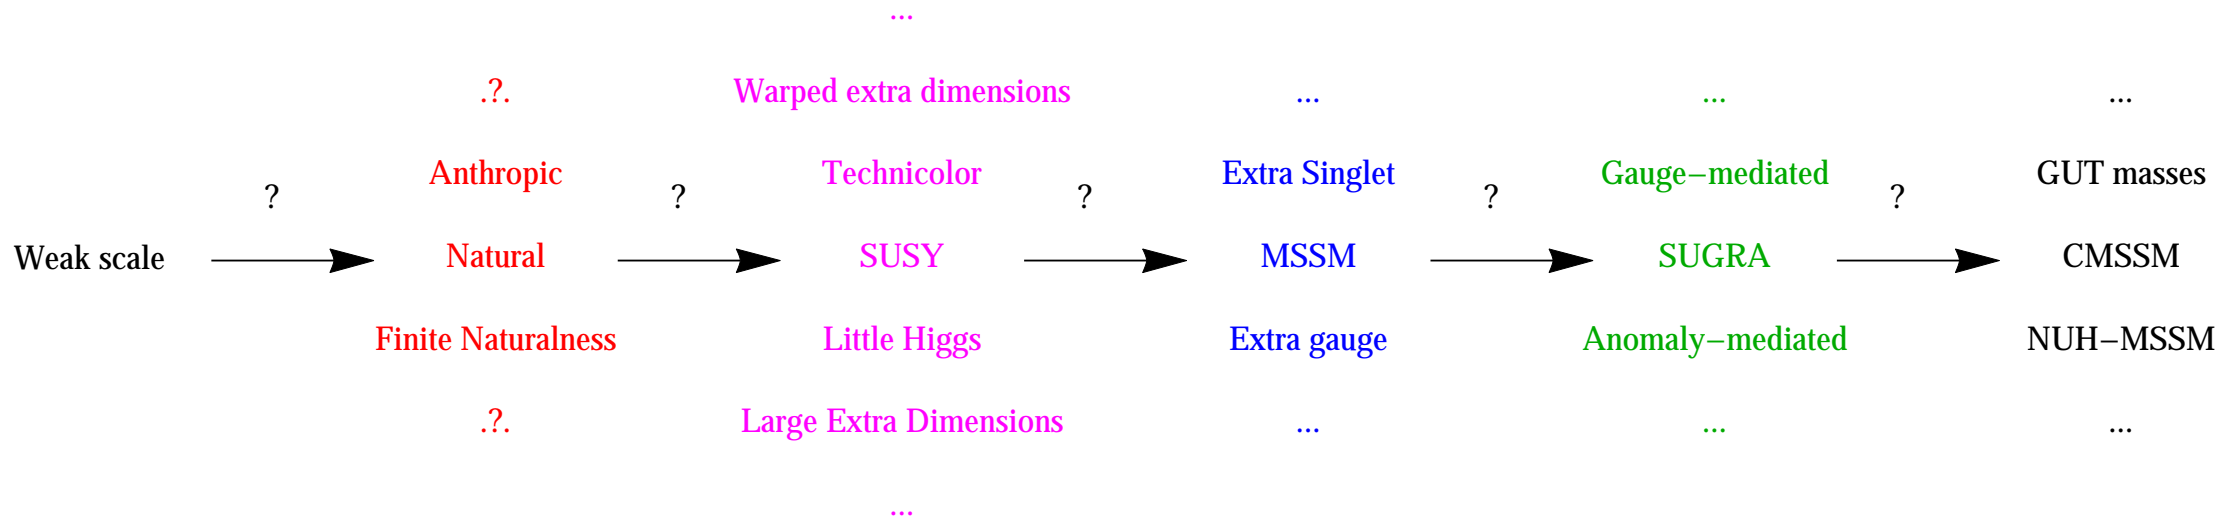 ...
.?. Warped extra dimensions ... ... ...
Anthropic Technicolor Extra Singlet Gauge−mediated GUT masses
? ? ? ? ?
Weak scale Natural SUSY MSSM SUGRA CMSSM
Finite Naturalness Little Higgs Extra gauge Anomaly−mediated NUH−MSSM
.?. Large Extra Dimensions ... ... ...
...